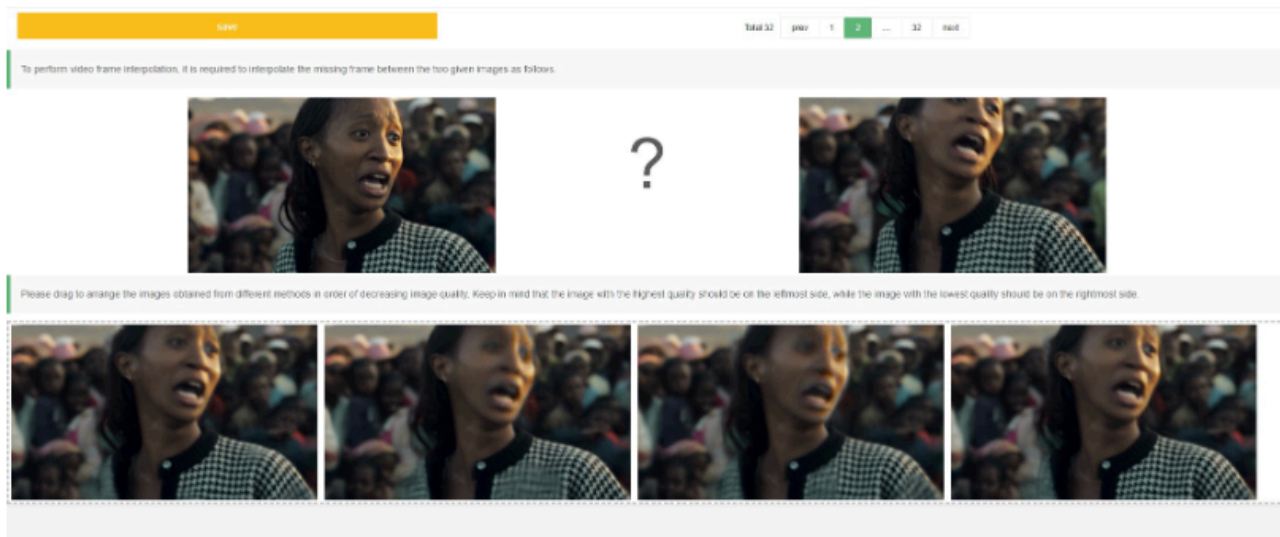 save
Total 32 prev 1 2 ... 32 next
To perform video frame interpolation, it is required to interpolate the missing frame between the two given images as follows.
?
Please drag to arrange the images obtained from different methods in order of decreasing image quality. Keep in mind that the image with the highest quality should be on the leftmost side, while the image with the lowest quality should be on the rightmost side.